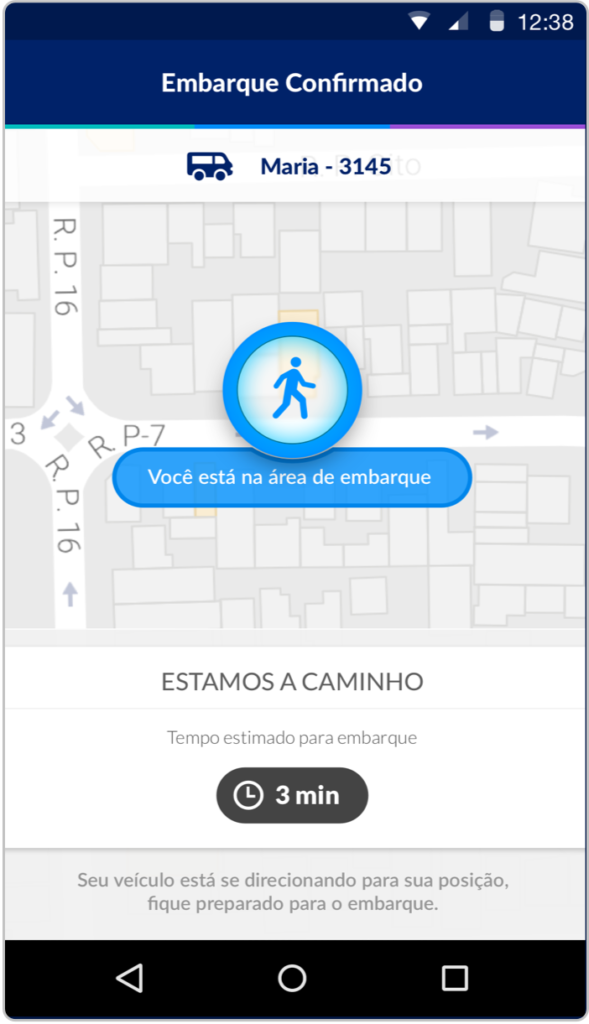 12:38
Embarque Confirmado
Maria - 3145
R. P. 16
3
R. P-7
Você está na área de embarque
R. P. 16
ESTAMOS A CAMINHO
Tempo estimado para embarque
3 min
Seu veículo está se direcionando para sua posição,
fique preparado para o embarque.